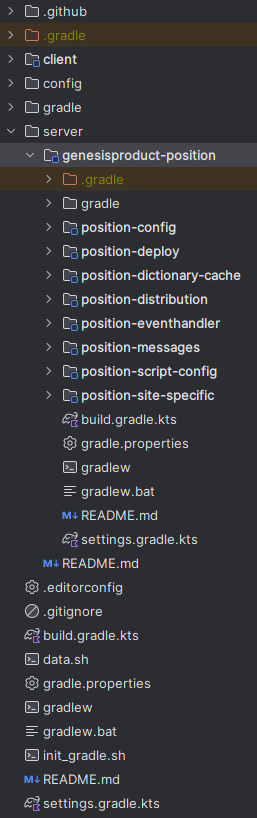 .github
.gradle
client
config
gradle
server
genesisproduct-position
.gradle
gradle
position-config
position-deploy
position-dictionary-cache
position-distribution
position-eventhandler
position-messages
position-script-config
position-site-specific
build.gradle.kts
gradle.properties
gradlew
gradlew.bat
M↓ README.md
settings.gradle.kts
M↓ README.md
.editorconfig
.gitignore
build.gradle.kts
data.sh
gradle.properties
gradlew
gradlew.bat
init_gradle.sh
M↓ README.md
settings.gradle.kts